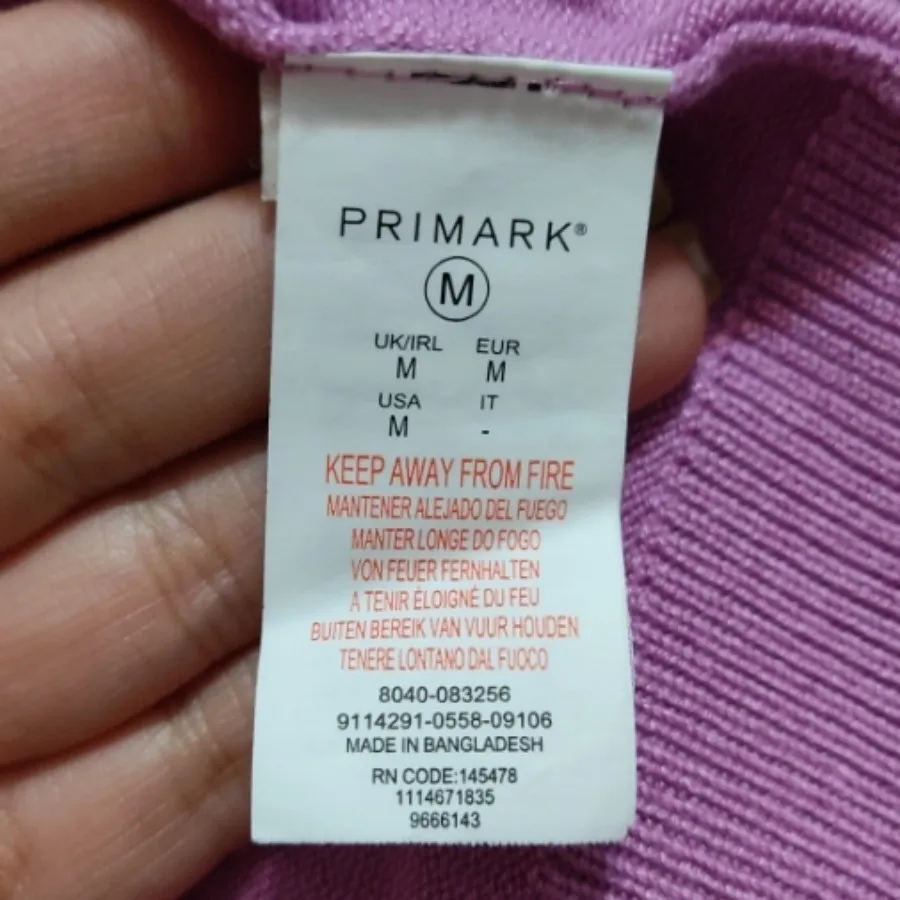 PRIMARK®
M
UK/IRL EUR
M M
USA IT
M -
KEEP AWAY FROM FIRE
MANTENER ALEJADO DEL FUEGO
MANTER LONGE DO FOGO
VON FEUER FERNHALTEN
A TENIR ÉLOIGNÉ DU FEU
BUITEN BEREIK VAN VUUR HOUDEN
TENERE LONTANO DAL FUOCO
8040-083256
9114291-0558-09106
MADE IN BANGLADESH
RN CODE:145478
1114671835
9666143